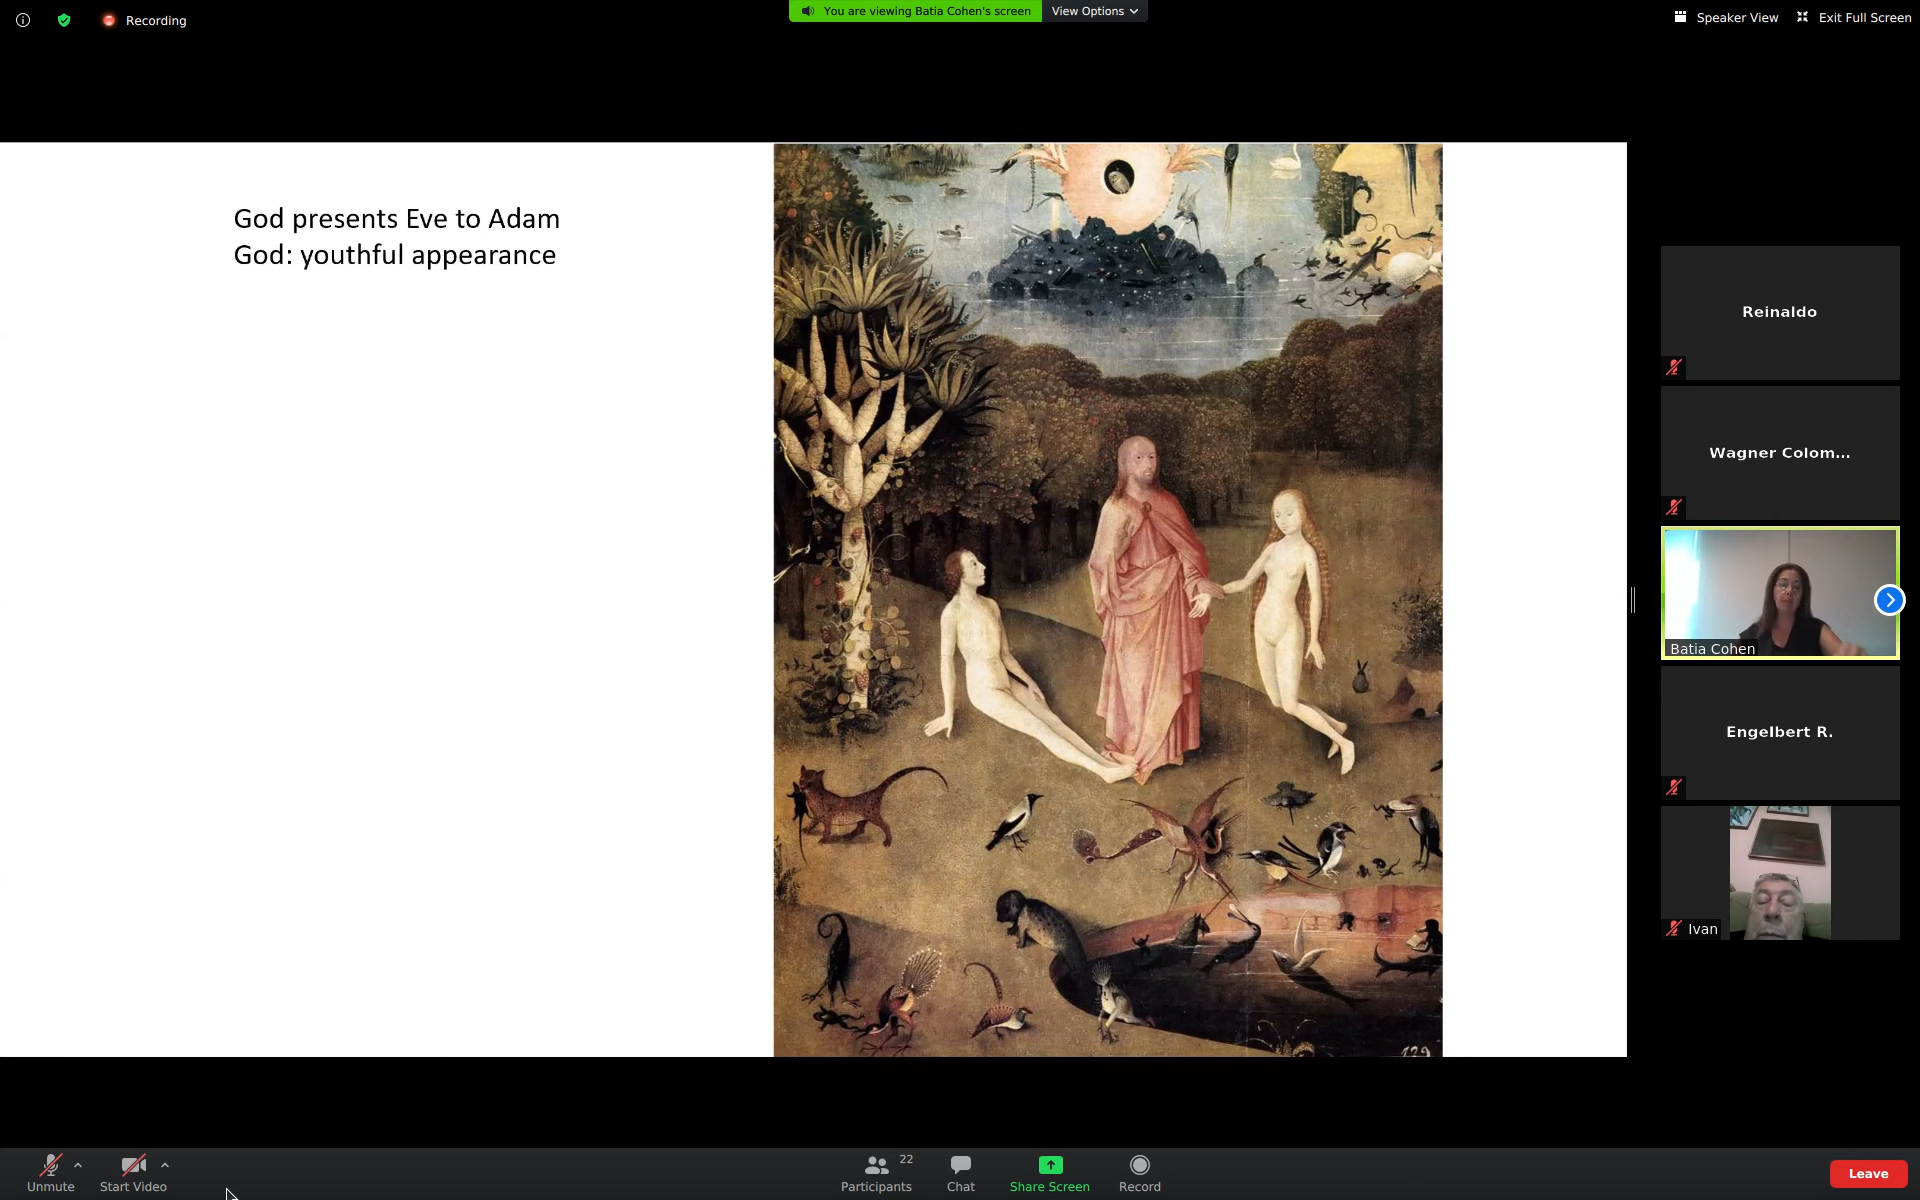 Recording
You are viewing Batia Cohen's screen
View Options
Speaker View
Exit Full Screen
God presents Eve to Adam
God: youthful appearance
Reinaldo
Wagner Colom...
Batia Cohen
Engelbert R.
Ivan
129
Unmute
Start Video
Participants
22
Chat
Share Screen
Record
Leave